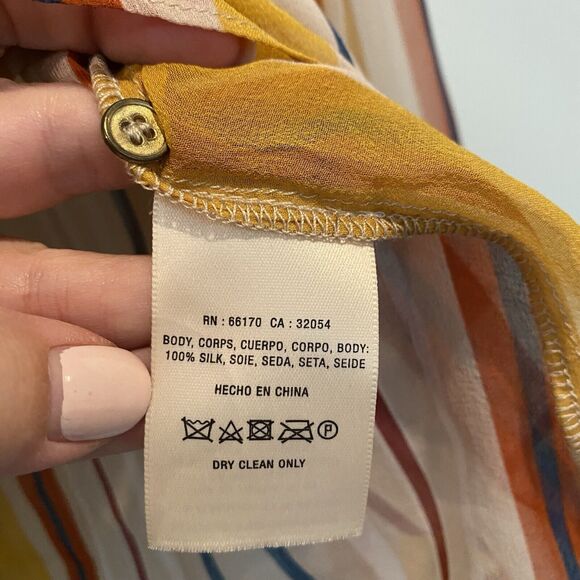 RN : 66170 CA : 32054
BODY, CORPS, CUERPO, CORPO, BODY:
100% SILK, SOIE, SEDA, SETA, SEIDE
HECHO EN CHINA
P
DRY CLEAN ONLY